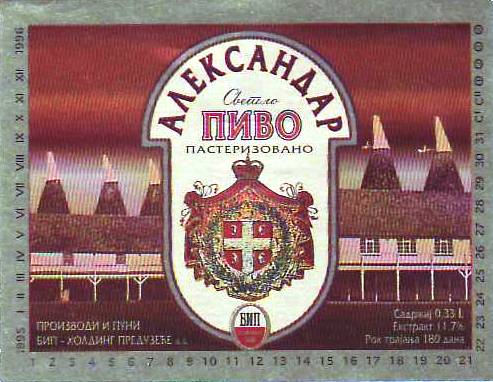 АЛЕКСАНДАР
Светло
ПИВО
ПАСТЕРИЗОВАНО
БИП
ПРОИЗВОДИ И ПУНИ
БИП - ХОЛДИНГ ПРЕДУЗЕЋЕ
Садржај 0,33 L
Екстракт 11,7%
Рок трајања 180 дана
1995 I II III IV V VI VII VIII IX X XI XII 1996
1 2 3 4 5 6 7 8 9 10 11 12 13 14 15 16 17 18 19 20 21
22 23 24 25 26 27 28 29 30 31 CI CII